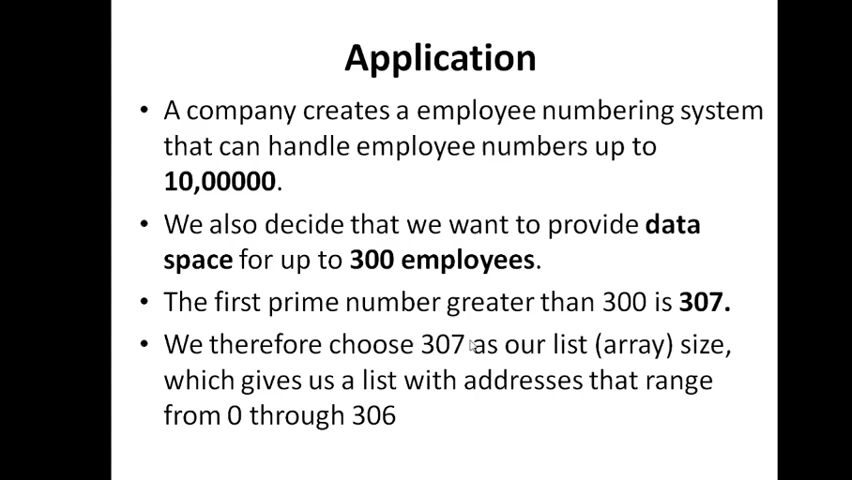 Application
• A company creates a employee numbering system
that can handle employee numbers up to
10,00000.
• We also decide that we want to provide data
space for up to 300 employees.
• The first prime number greater than 300 is 307.
• We therefore choose 307 as our list (array) size,
which gives us a list with addresses that range
from 0 through 306